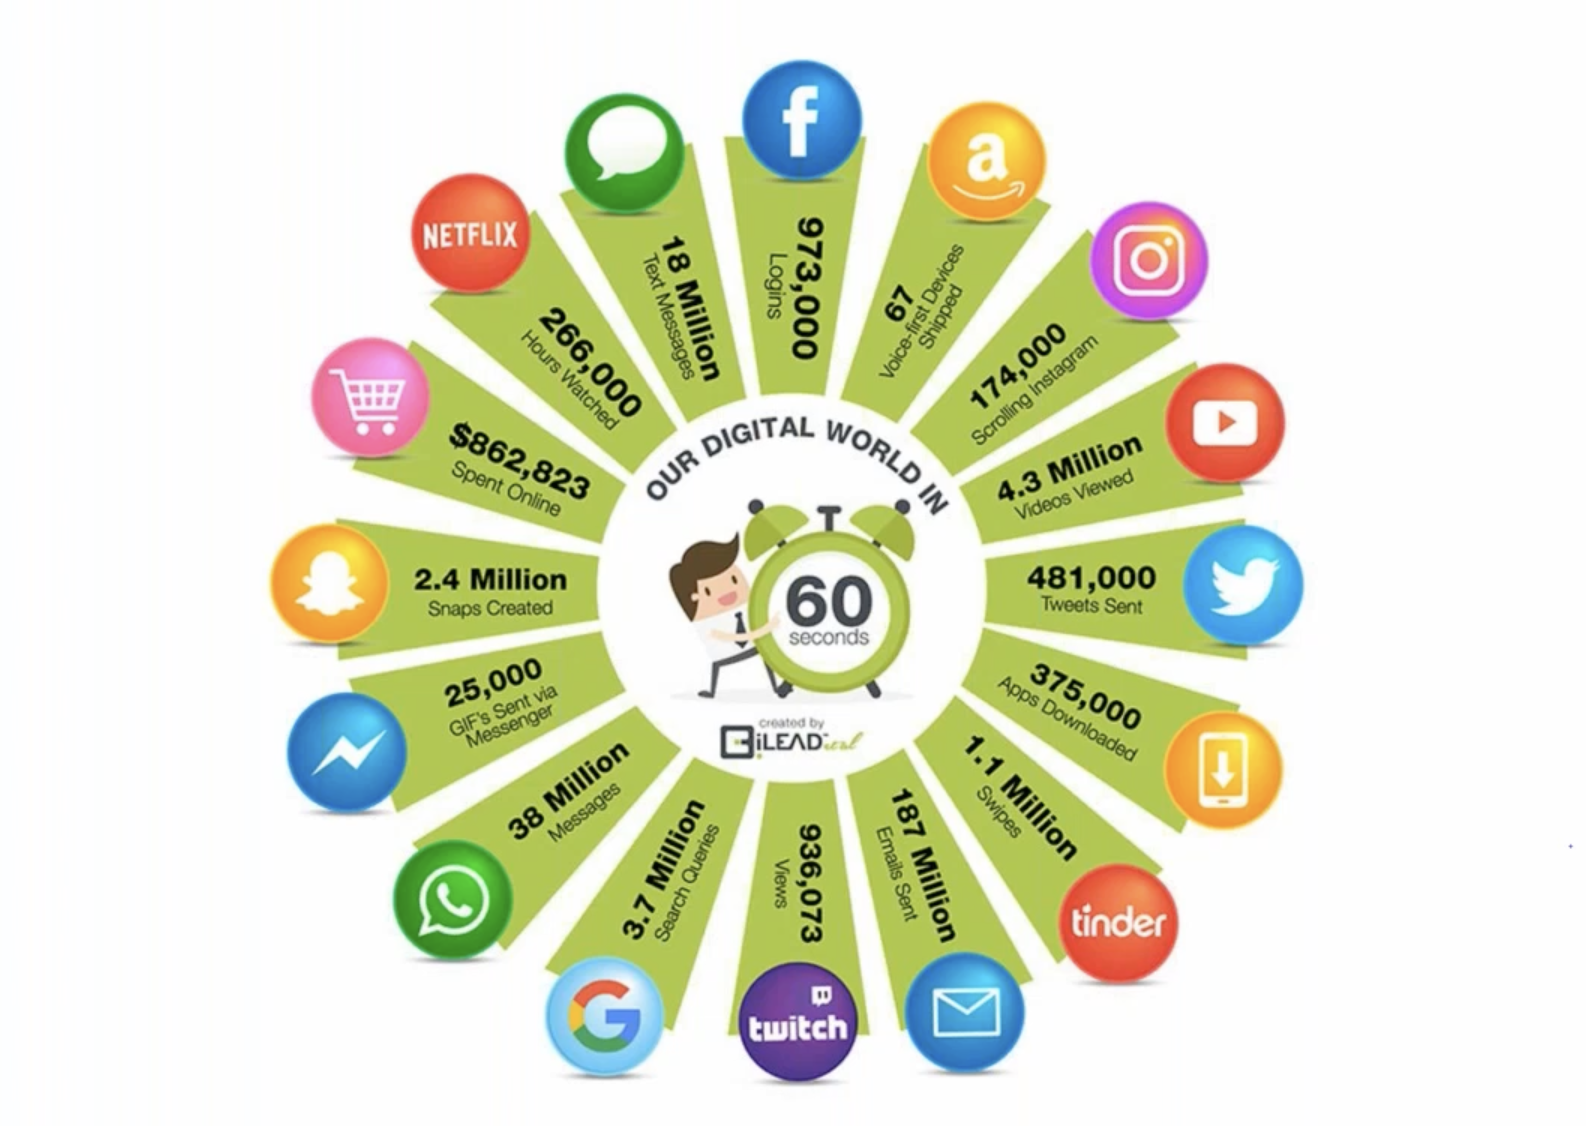 OUR DIGITAL WORLD IN
60
seconds
created by
iLEAD
f
973,000
Logins
a
67
Voice-first Devices
Shipped
174,000
Scrolling Instagram
4.3 Million
Videos Viewed
481,000
Tweets Sent
375,000
Apps Downloaded
tinder
1.1 Million
Swipes
187 Million
Emails Sent
twitch
936,073
Views
G
3.7 Million
Search Queries
38 Million
Messages
25,000
GIF's Sent via
Messenger
2.4 Million
Snaps Created
$862,823
Spent Online
NETFLIX
266,000
Hours Watched
18 Million
Text Messages